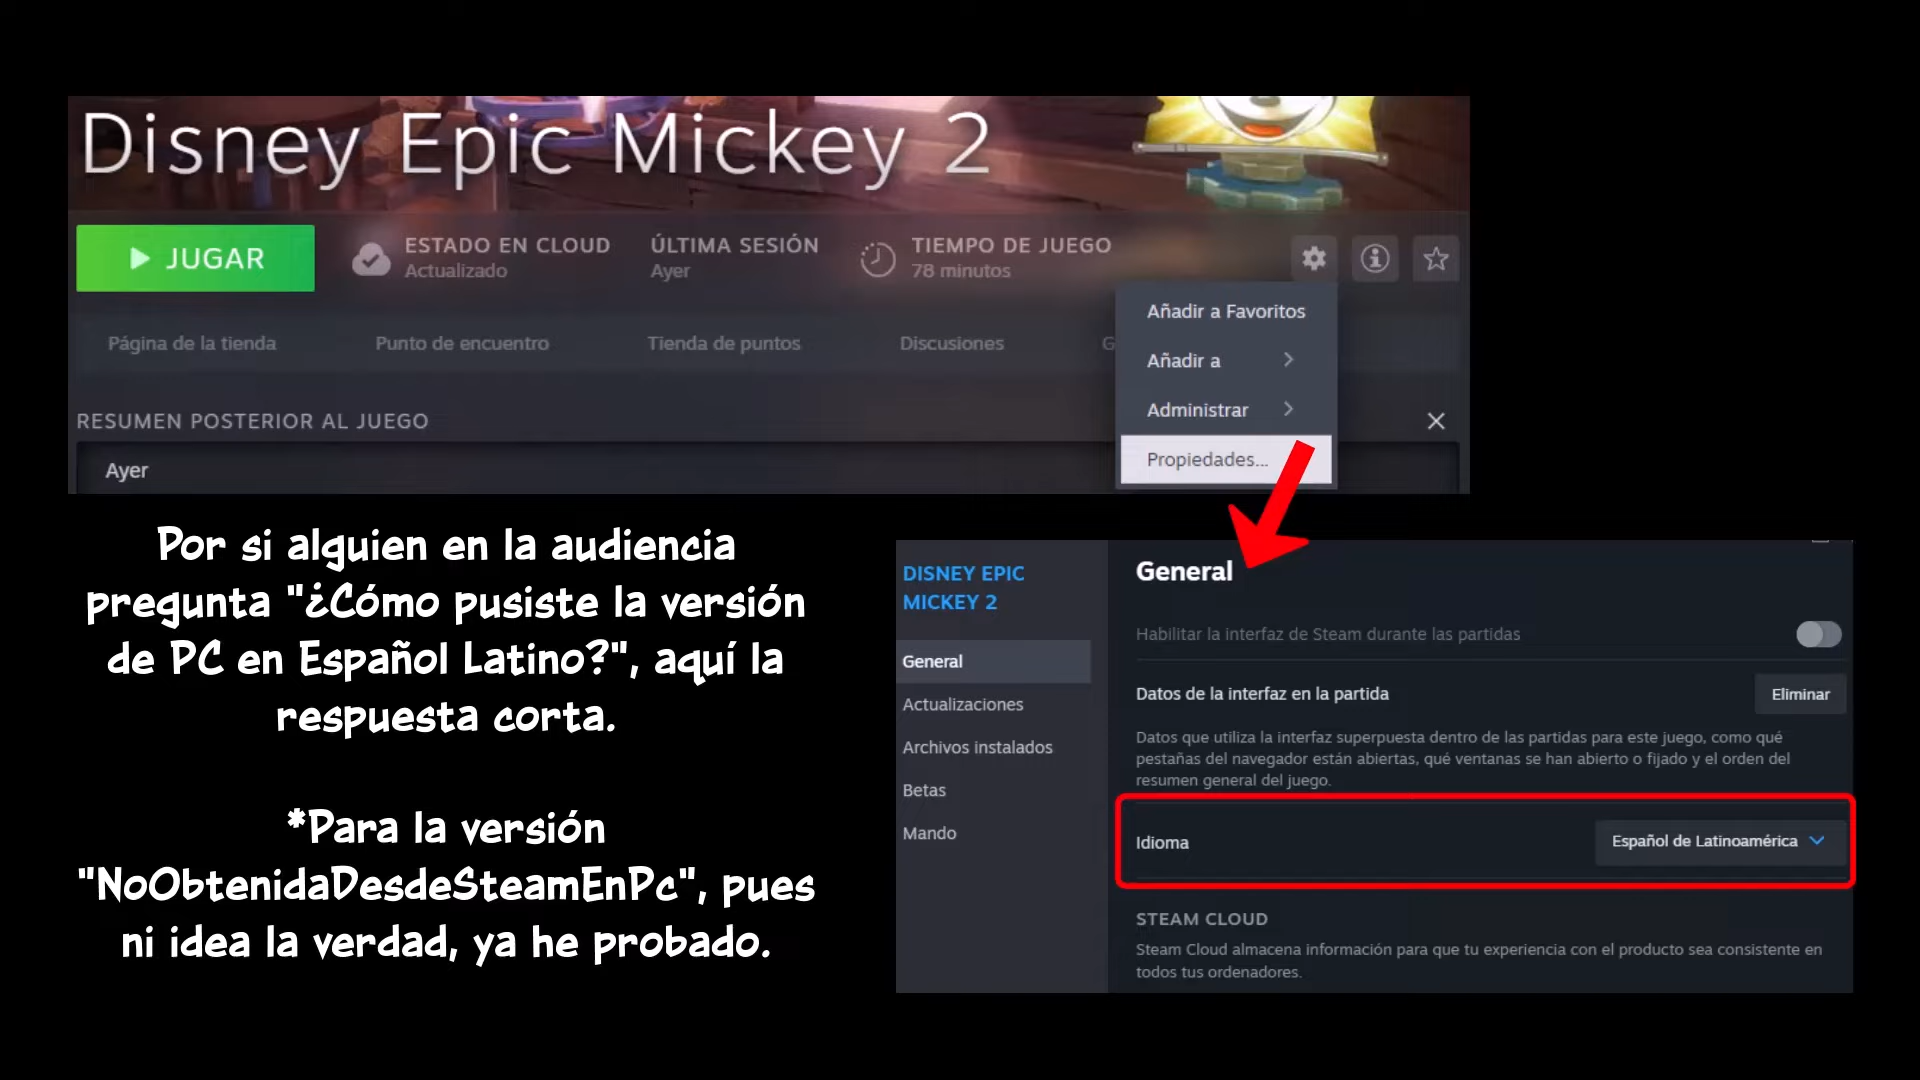 Disney Epic Mickey 2
JUGAR
ESTADO EN CLOUD
Actualizado
ÚLTIMA SESIÓN
Ayer
TIEMPO DE JUEGO
78 minutos
Añadir a Favoritos
Página de la tienda
Punto de encuentro
Tienda de puntos
Discusiones
G
Añadir a
Administrar
Propiedades...
RESUMEN POSTERIOR AL JUEGO
Ayer
Por si alguien en la audiencia
pregunta "¿Cómo pusiste la versión
de PC en Español Latino?", aquí la
respuesta corta.
*Para la versión
"NoObtenidaDesdeSteamEnPc", pues
ni idea la verdad, ya he probado.
DISNEY EPIC
MICKEY 2
General
Actualizaciones
Archivos instalados
Betas
Mando
General
Habilitar la interfaz de Steam durante las partidas
Datos de la interfaz en la partida
Eliminar
Datos que utiliza la interfaz superpuesta dentro de las partidas para este juego, como qué
pestañas del navegador están abiertas, qué ventanas se han abierto o fijado y el orden del
resumen general del juego.
Idioma
Español de Latinoamérica
STEAM CLOUD
Steam Cloud almacena información para que tu experiencia con el producto sea consistente en
todos tus ordenadores.